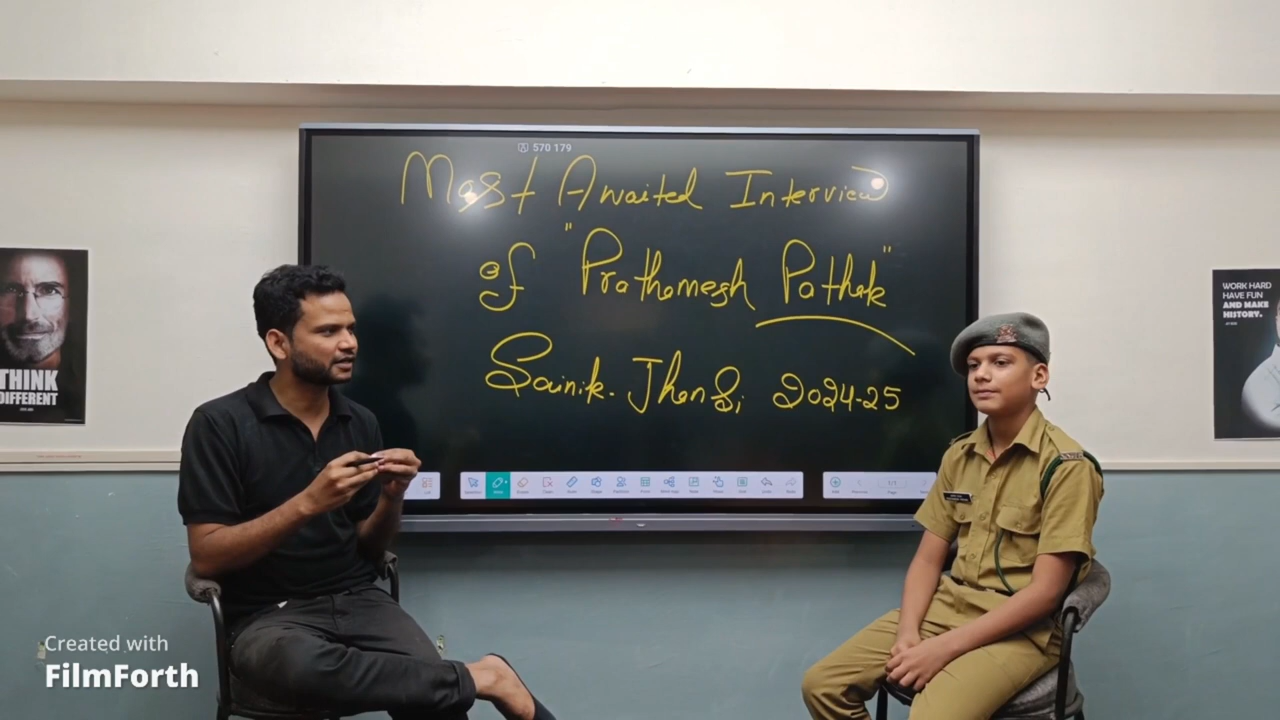 570 179
Most Awaited Interview
of "Prathamesh Pathak"
Sainik. Jhansi 2024-25
THINK
DIFFERENT
WORK HARD
HAVE FUN
AND MAKE
HISTORY.
Created with
FilmForth